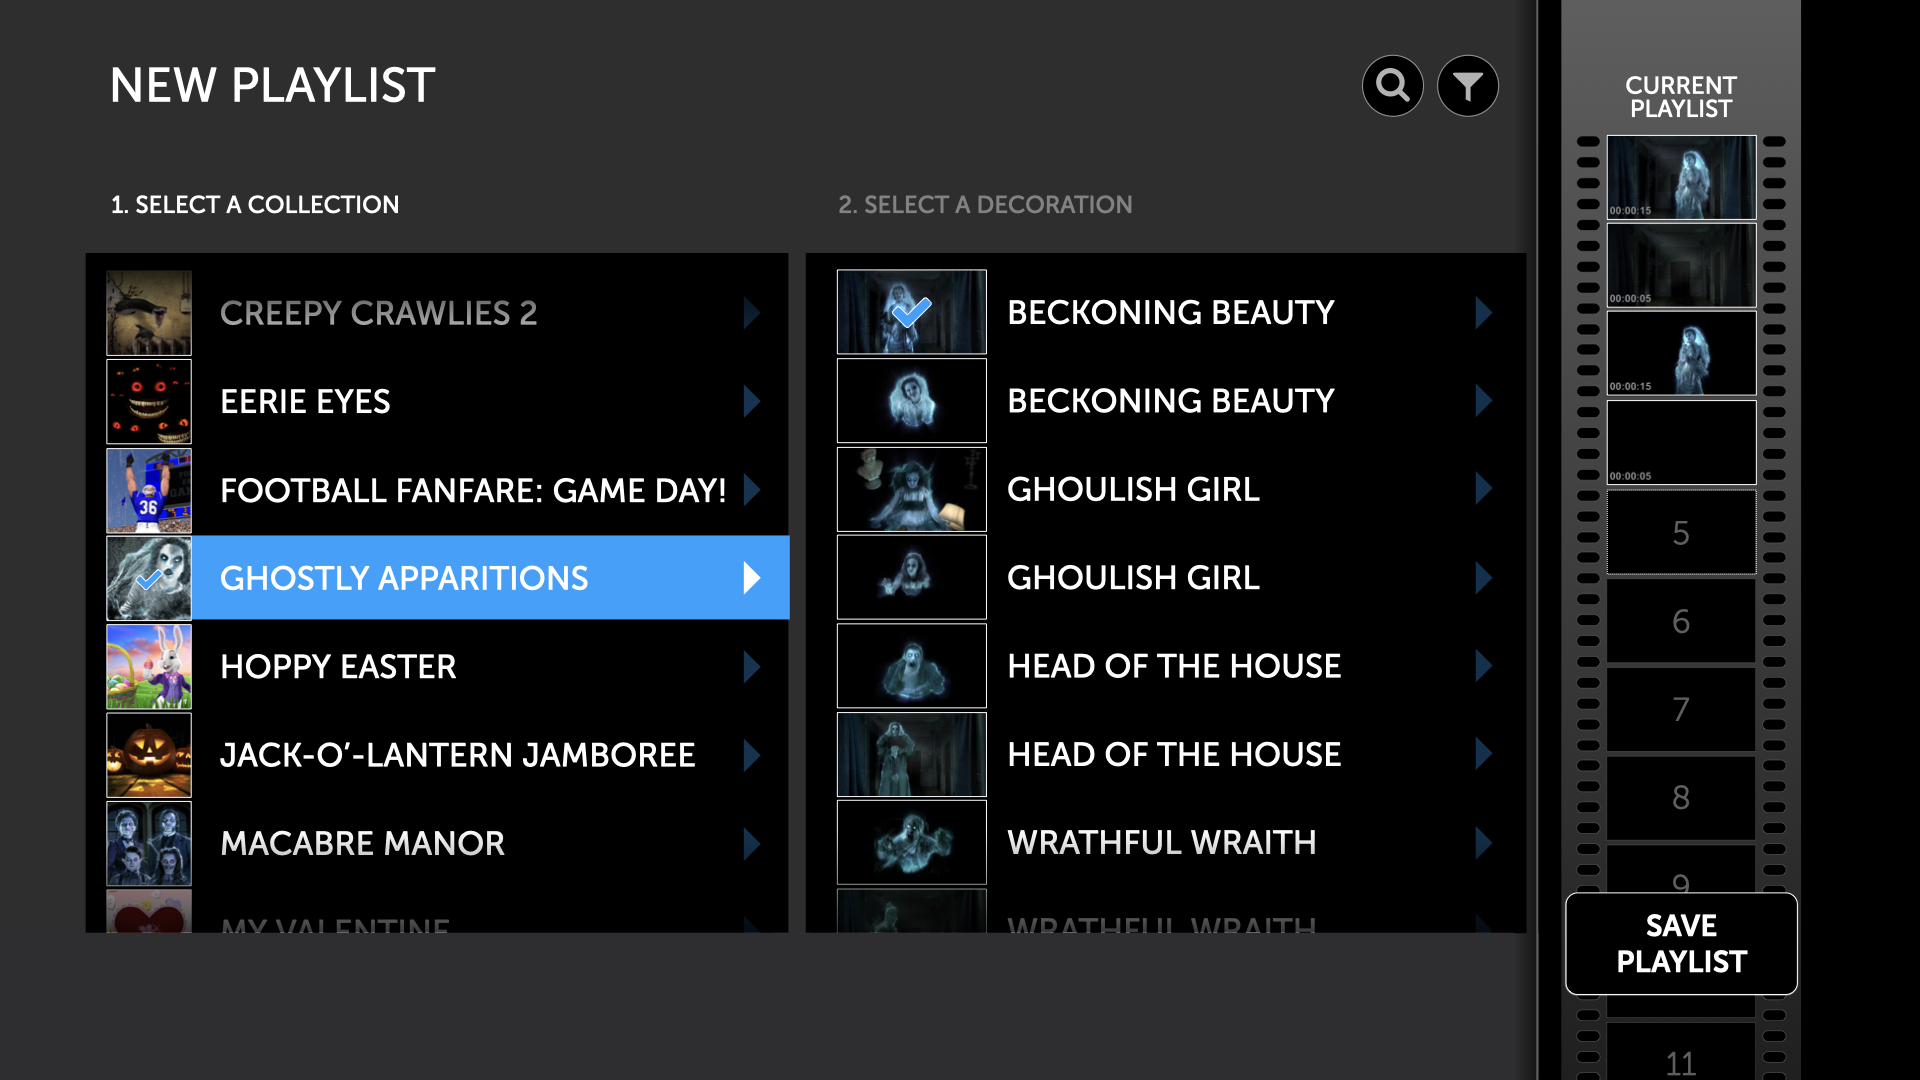 NEW PLAYLIST
1. SELECT A COLLECTION
CREEPY CRAWLIES 2
EERIE EYES
FOOTBALL FANFARE: GAME DAY!
36
GHOSTLY APPARITIONS
HOPPY EASTER
JACK-O’-LANTERN JAMBOREE
MACABRE MANOR
MY VALENTINE
2. SELECT A DECORATION
BECKONING BEAUTY
BECKONING BEAUTY
GHOULISH GIRL
GHOULISH GIRL
HEAD OF THE HOUSE
HEAD OF THE HOUSE
WRATHFUL WRAITH
WRATHFUL WRAITH
CURRENT
PLAYLIST
00:00:15
00:00:05
00:00:15
00:00:05
5
6
7
8
9
SAVE
PLAYLIST
11